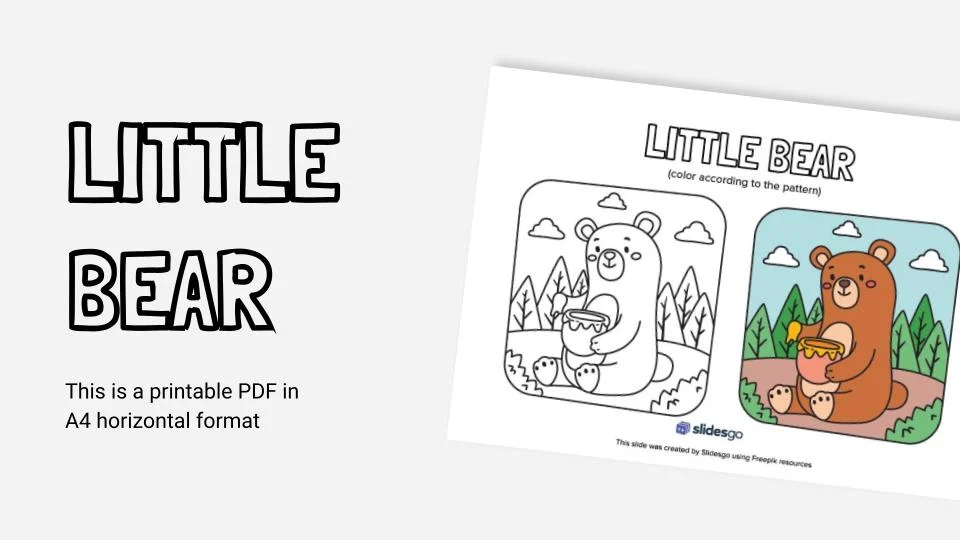 LITTLE
BEAR
This is a printable PDF in
A4 horizontal format
LITTLE BEAR
(color according to the pattern)
slidesgo
This slide was created by Slidesgo using Freepik resources